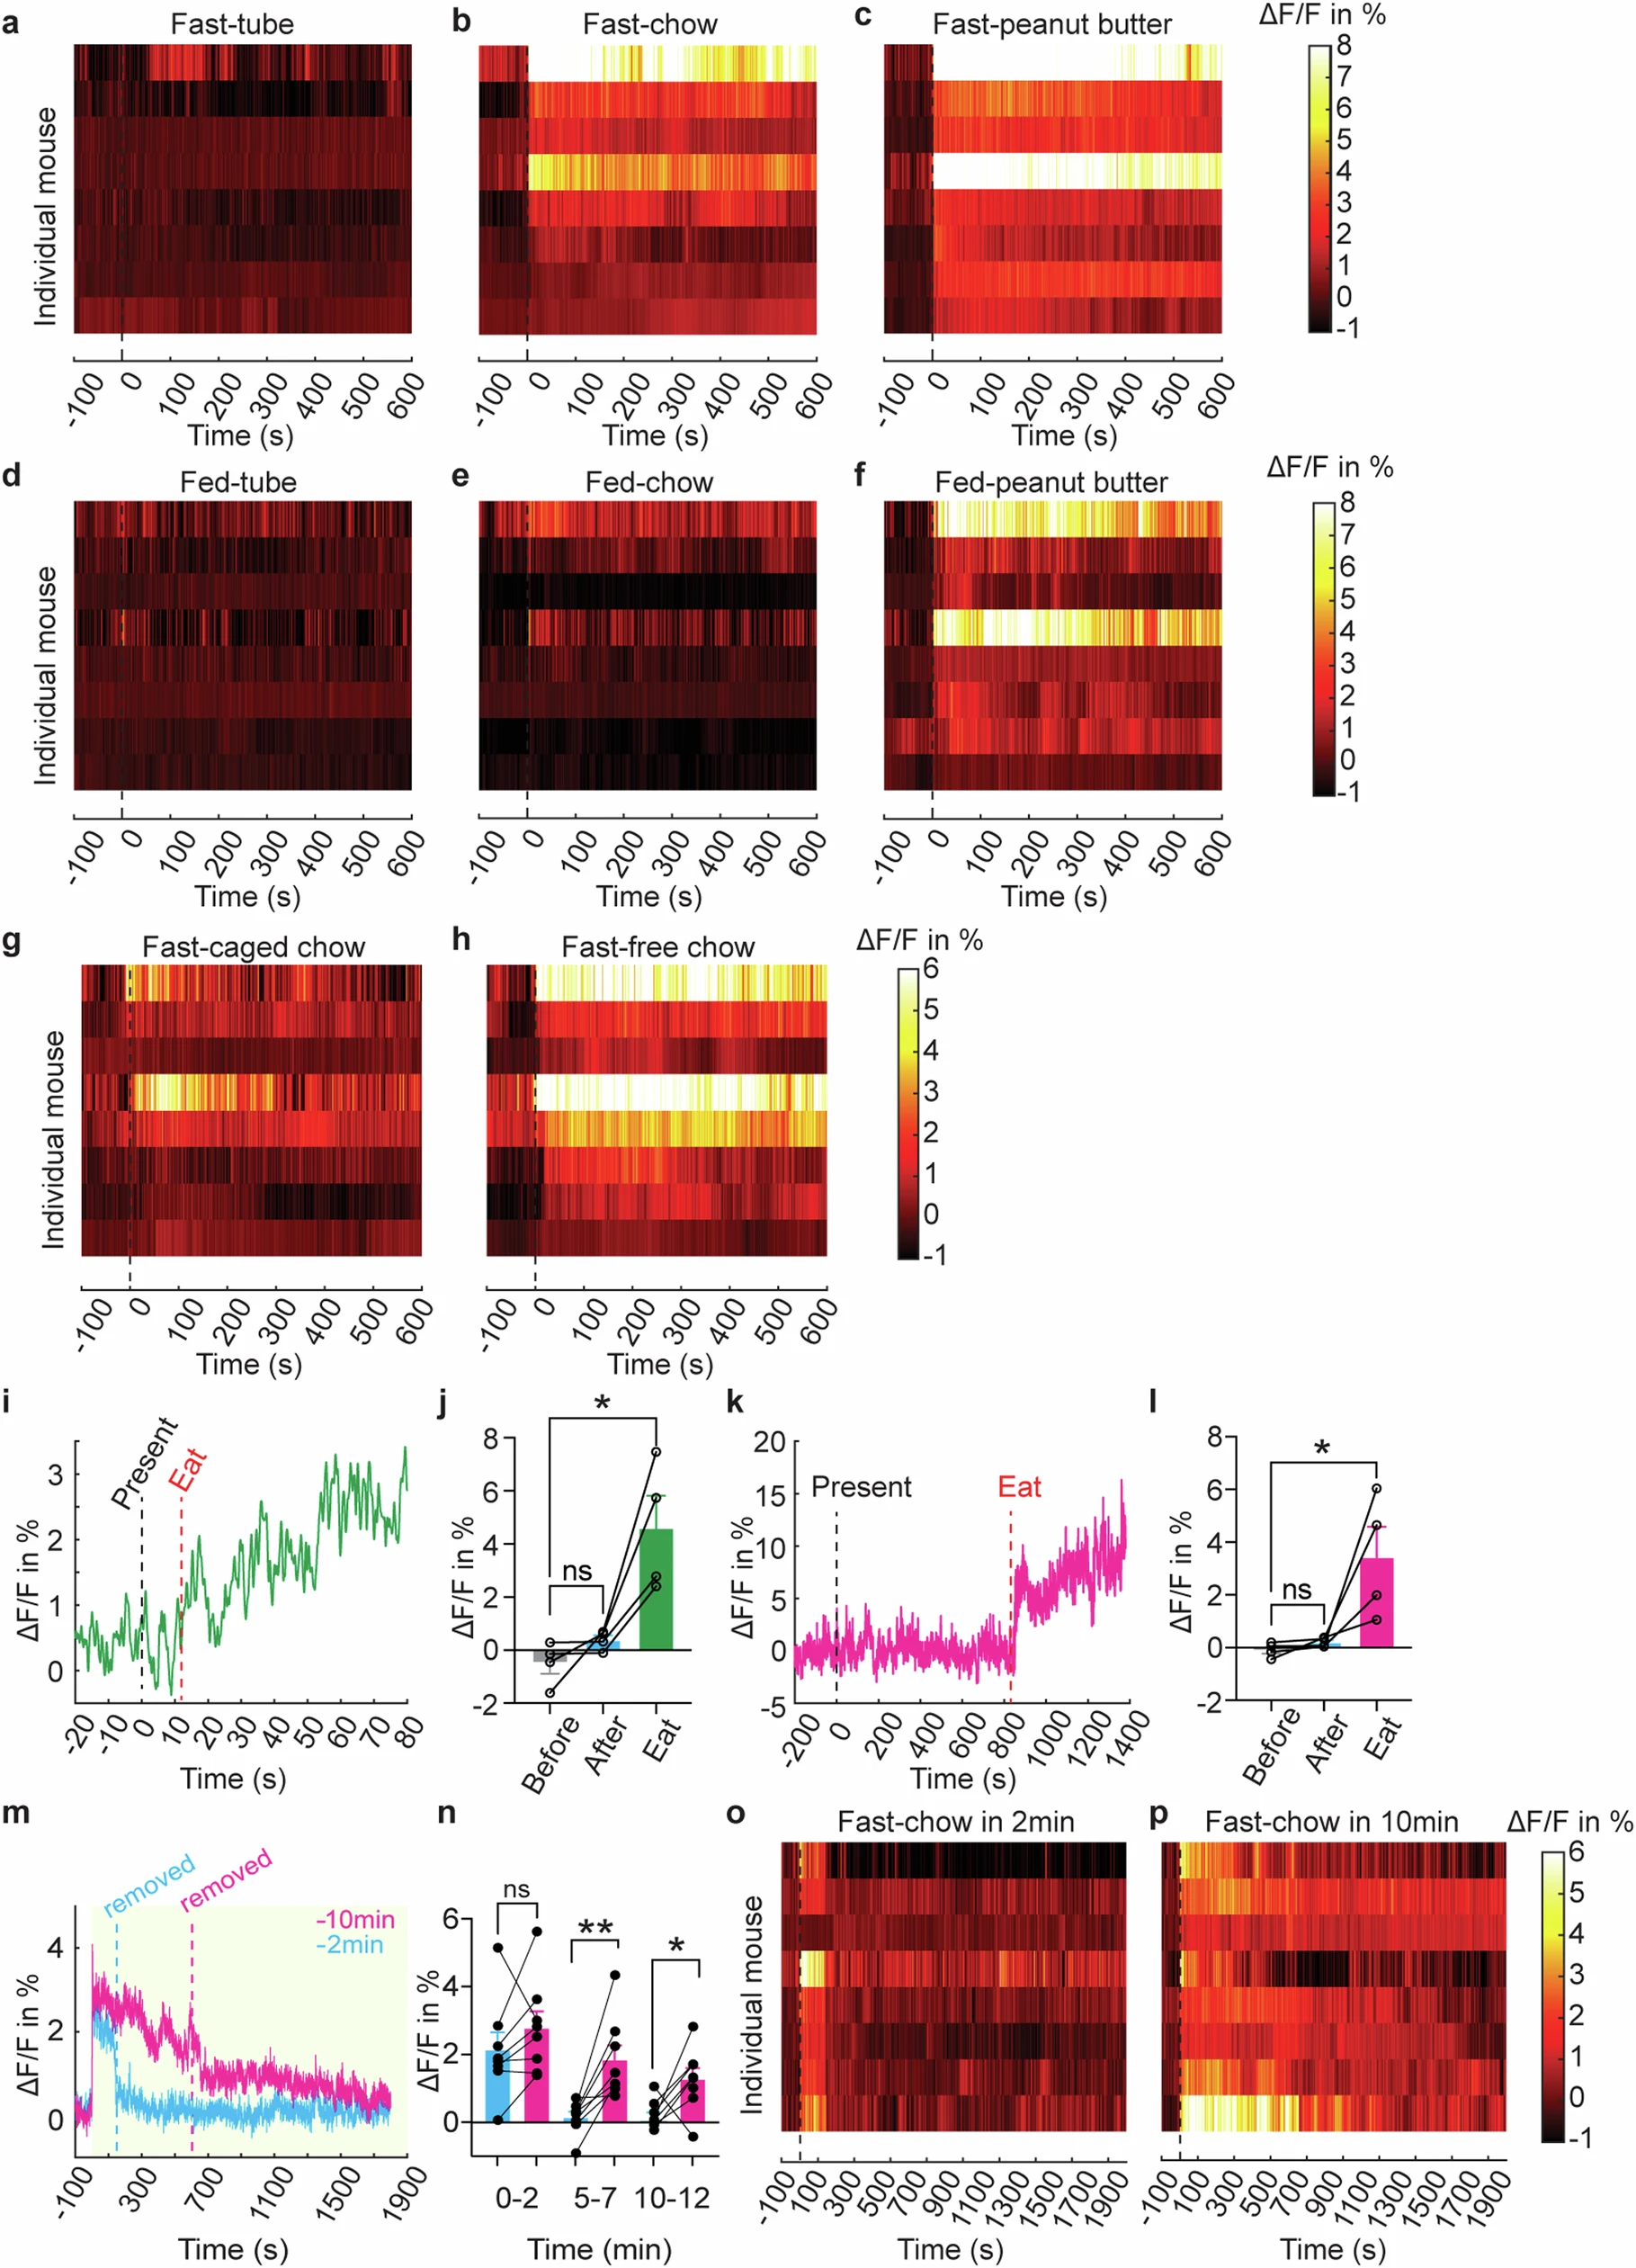 a Fast-tube
b Fast-chow
c Fast-peanut butter
ΔF/F in %
8
7
6
5
4
3
2
1
0
-1
Individual mouse
-100 0 100 200 300 400 500 600
Time (s)
-100 0 100 200 300 400 500 600
Time (s)
-100 0 100 200 300 400 500 600
Time (s)
d Fed-tube
e Fed-chow
f Fed-peanut butter
ΔF/F in %
8
7
6
5
4
3
2
1
0
-1
Individual mouse
-100 0 100 200 300 400 500 600
Time (s)
-100 0 100 200 300 400 500 600
Time (s)
-100 0 100 200 300 400 500 600
Time (s)
g Fast-caged chow
h Fast-free chow
ΔF/F in %
6
5
4
3
2
1
0
-1
Individual mouse
-100 0 100 200 300 400 500 600
Time (s)
-100 0 100 200 300 400 500 600
Time (s)
i
Present
Eat
ΔF/F in %
3
2
1
0
-20 -10 0 10 20 30 40 50 60 70 80
Time (s)
j
*
ns
ΔF/F in %
8
6
4
2
0
-2
Before After Eat
k
Present
Eat
ΔF/F in %
20
15
10
5
0
-5
-200 0 200 400 600 800 1000 1200 1400
Time (s)
l
*
ns
ΔF/F in %
8
6
4
2
0
-2
Before After Eat
m
removed
removed
-10min
-2min
ΔF/F in %
4
2
0
-100 300 700 1100 1500 1900
Time (s)
n
ns
**
*
ΔF/F in %
6
4
2
0
0-2 5-7 10-12
Time (min)
o Fast-chow in 2min
Individual mouse
-100 100 300 500 700 900 1100 1300 1500 1700 1900
Time (s)
p Fast-chow in 10min
ΔF/F in %
6
5
4
3
2
1
0
-1
-100 100 300 500 700 900 1100 1300 1500 1700 1900
Time (s)